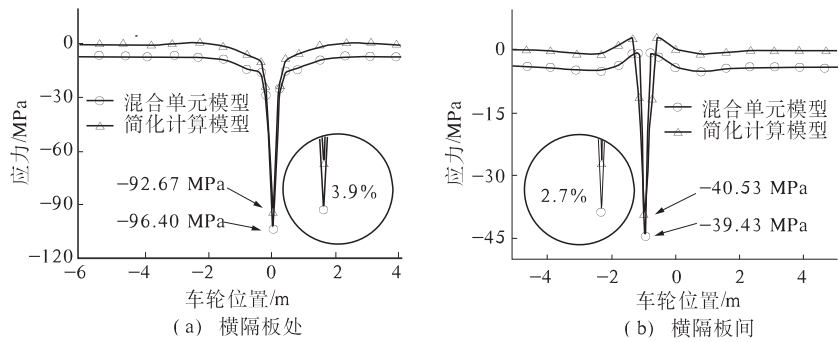 0
−30
−60
−90
−120
应力/MPa
混合单元模型
简化计算模型
−92.67 MPa
−96.40 MPa
3.9%
−6
−4
−2
0
2
4
车轮位置/m
(a) 横隔板处
0
−15
−30
−45
应力/MPa
混合单元模型
简化计算模型
2.7%
−40.53 MPa
−39.43 MPa
−4
−2
0
2
4
车轮位置/m
(b) 横隔板间